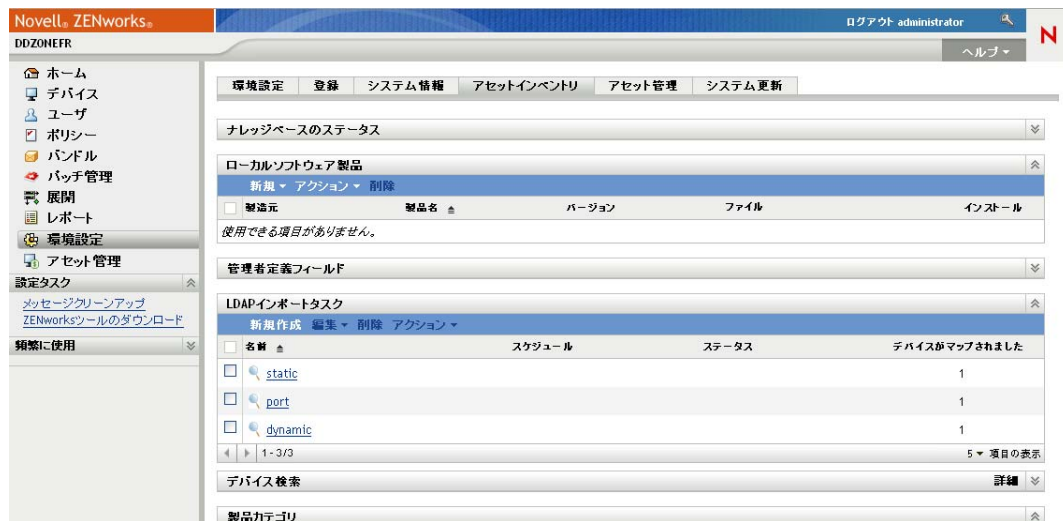 Novell® ZENworks®
ログアウト administrator
DDZONEFR
N
ヘルプ
ホーム
デバイス
ユーザ
ポリシー
バンドル
パッチ管理
展開
レポート
環境設定
アセット管理
設定タスク
メッセージクリーンアップ
ZENworksツールのダウンロード
頻繁に使用
環境設定 登録 システム情報 アセットインベントリ アセット管理 システム更新
ナレッジベースのステータス
ローカルソフトウェア製品
新規 アクション 削除
製造元 製品名 バージョン ファイル インストール
使用できる項目がありません。
管理者定義フィールド
LDAPインポートタスク
新規作成 編集 削除 アクション
名前 スケジュール ステータス デバイスがマップされました
static 1
port 1
dynamic 1
1 - 3/3 5 項目の表示
デバイス検索 詳細
製品カテゴリ